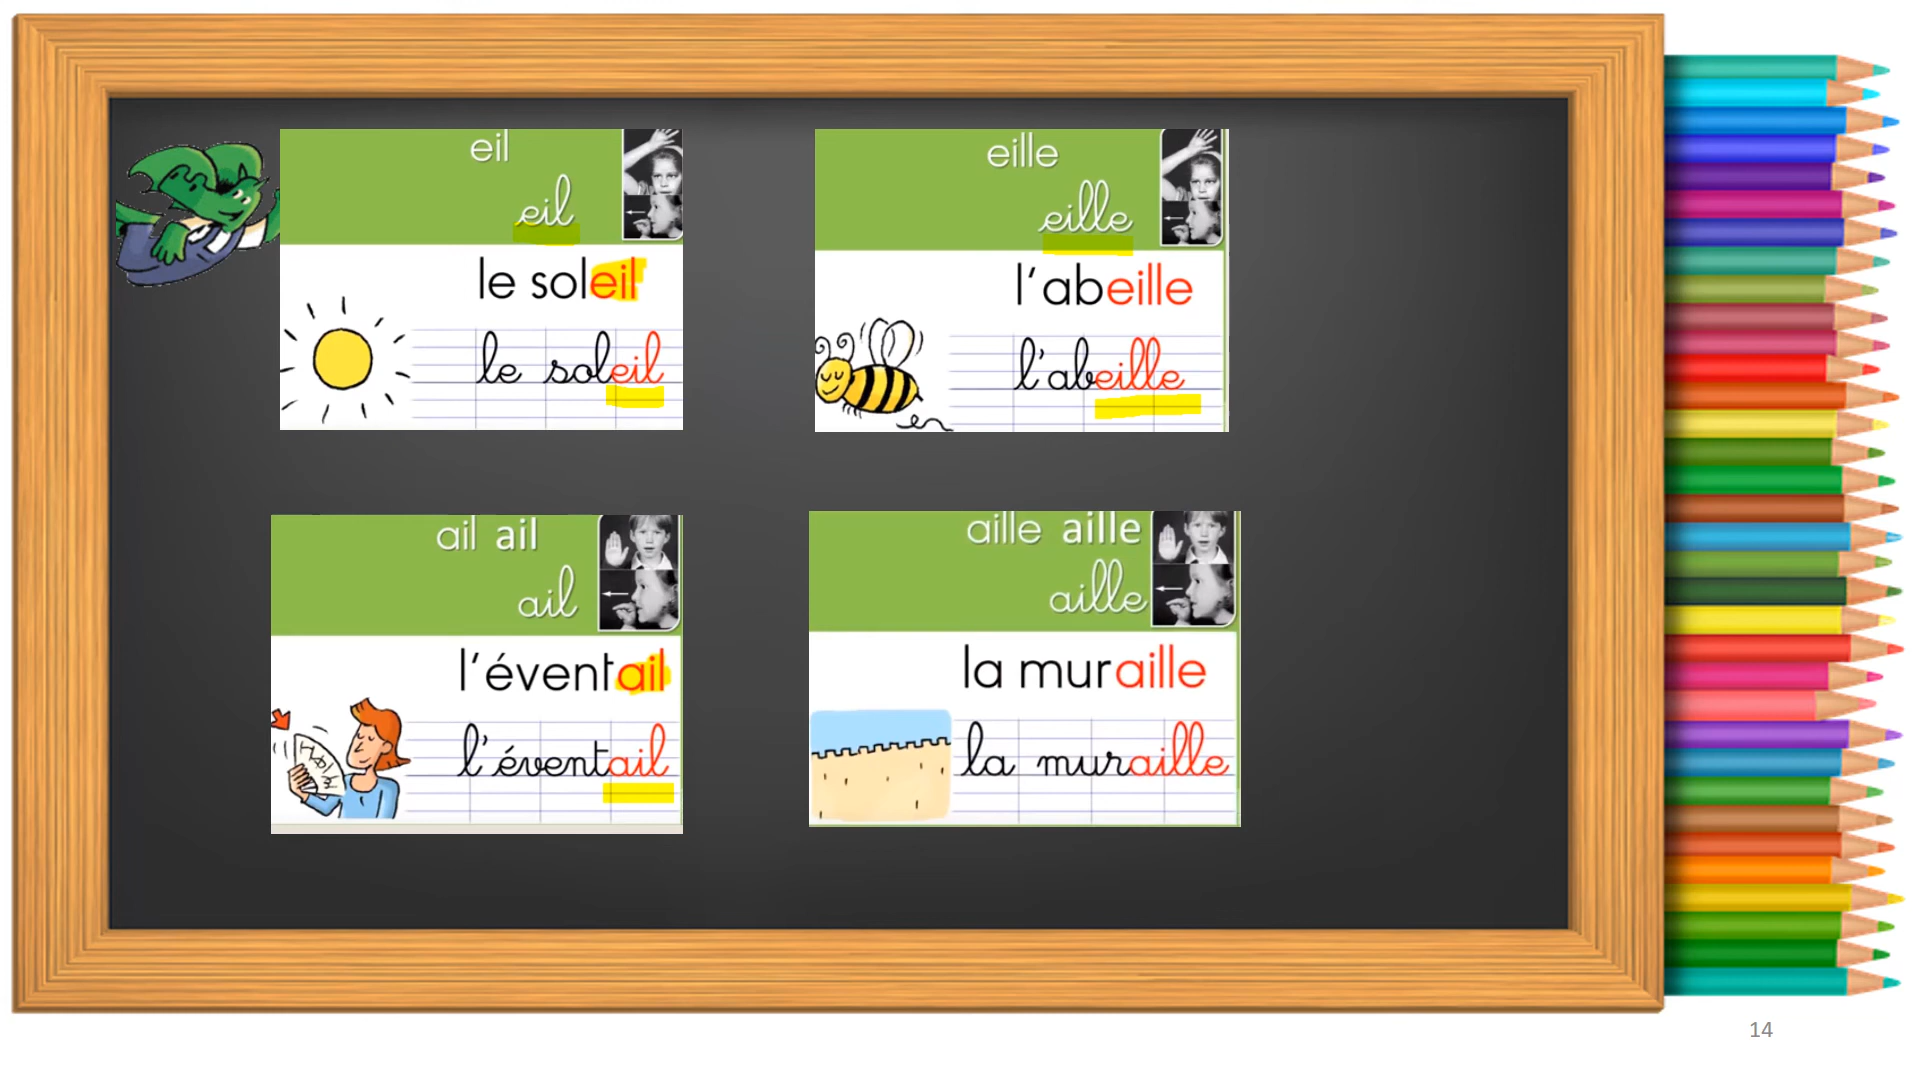 eil
eil
le soleil
le soleil
eille
eille
l'abeille
l'abeille
ail ail
ail
l'éventail
l'éventail
aille aille
aille
la muraille
la muraille
14